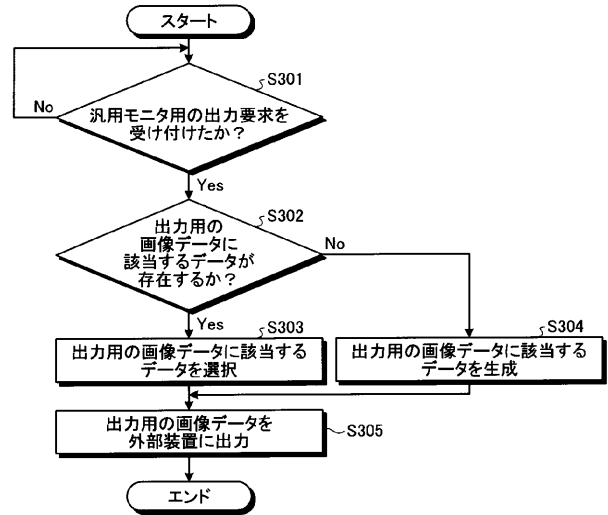 スタート
S301
汎用モニタ用の出力要求を
受け付けたか？
No
Yes
S302
出力用の
画像データに
該当するデータが
存在するか？
No
Yes
S303
出力用の画像データに該当する
データを選択
S304
出力用の画像データに該当する
データを生成
出力用の画像データを
外部装置に出力
S305
エンド